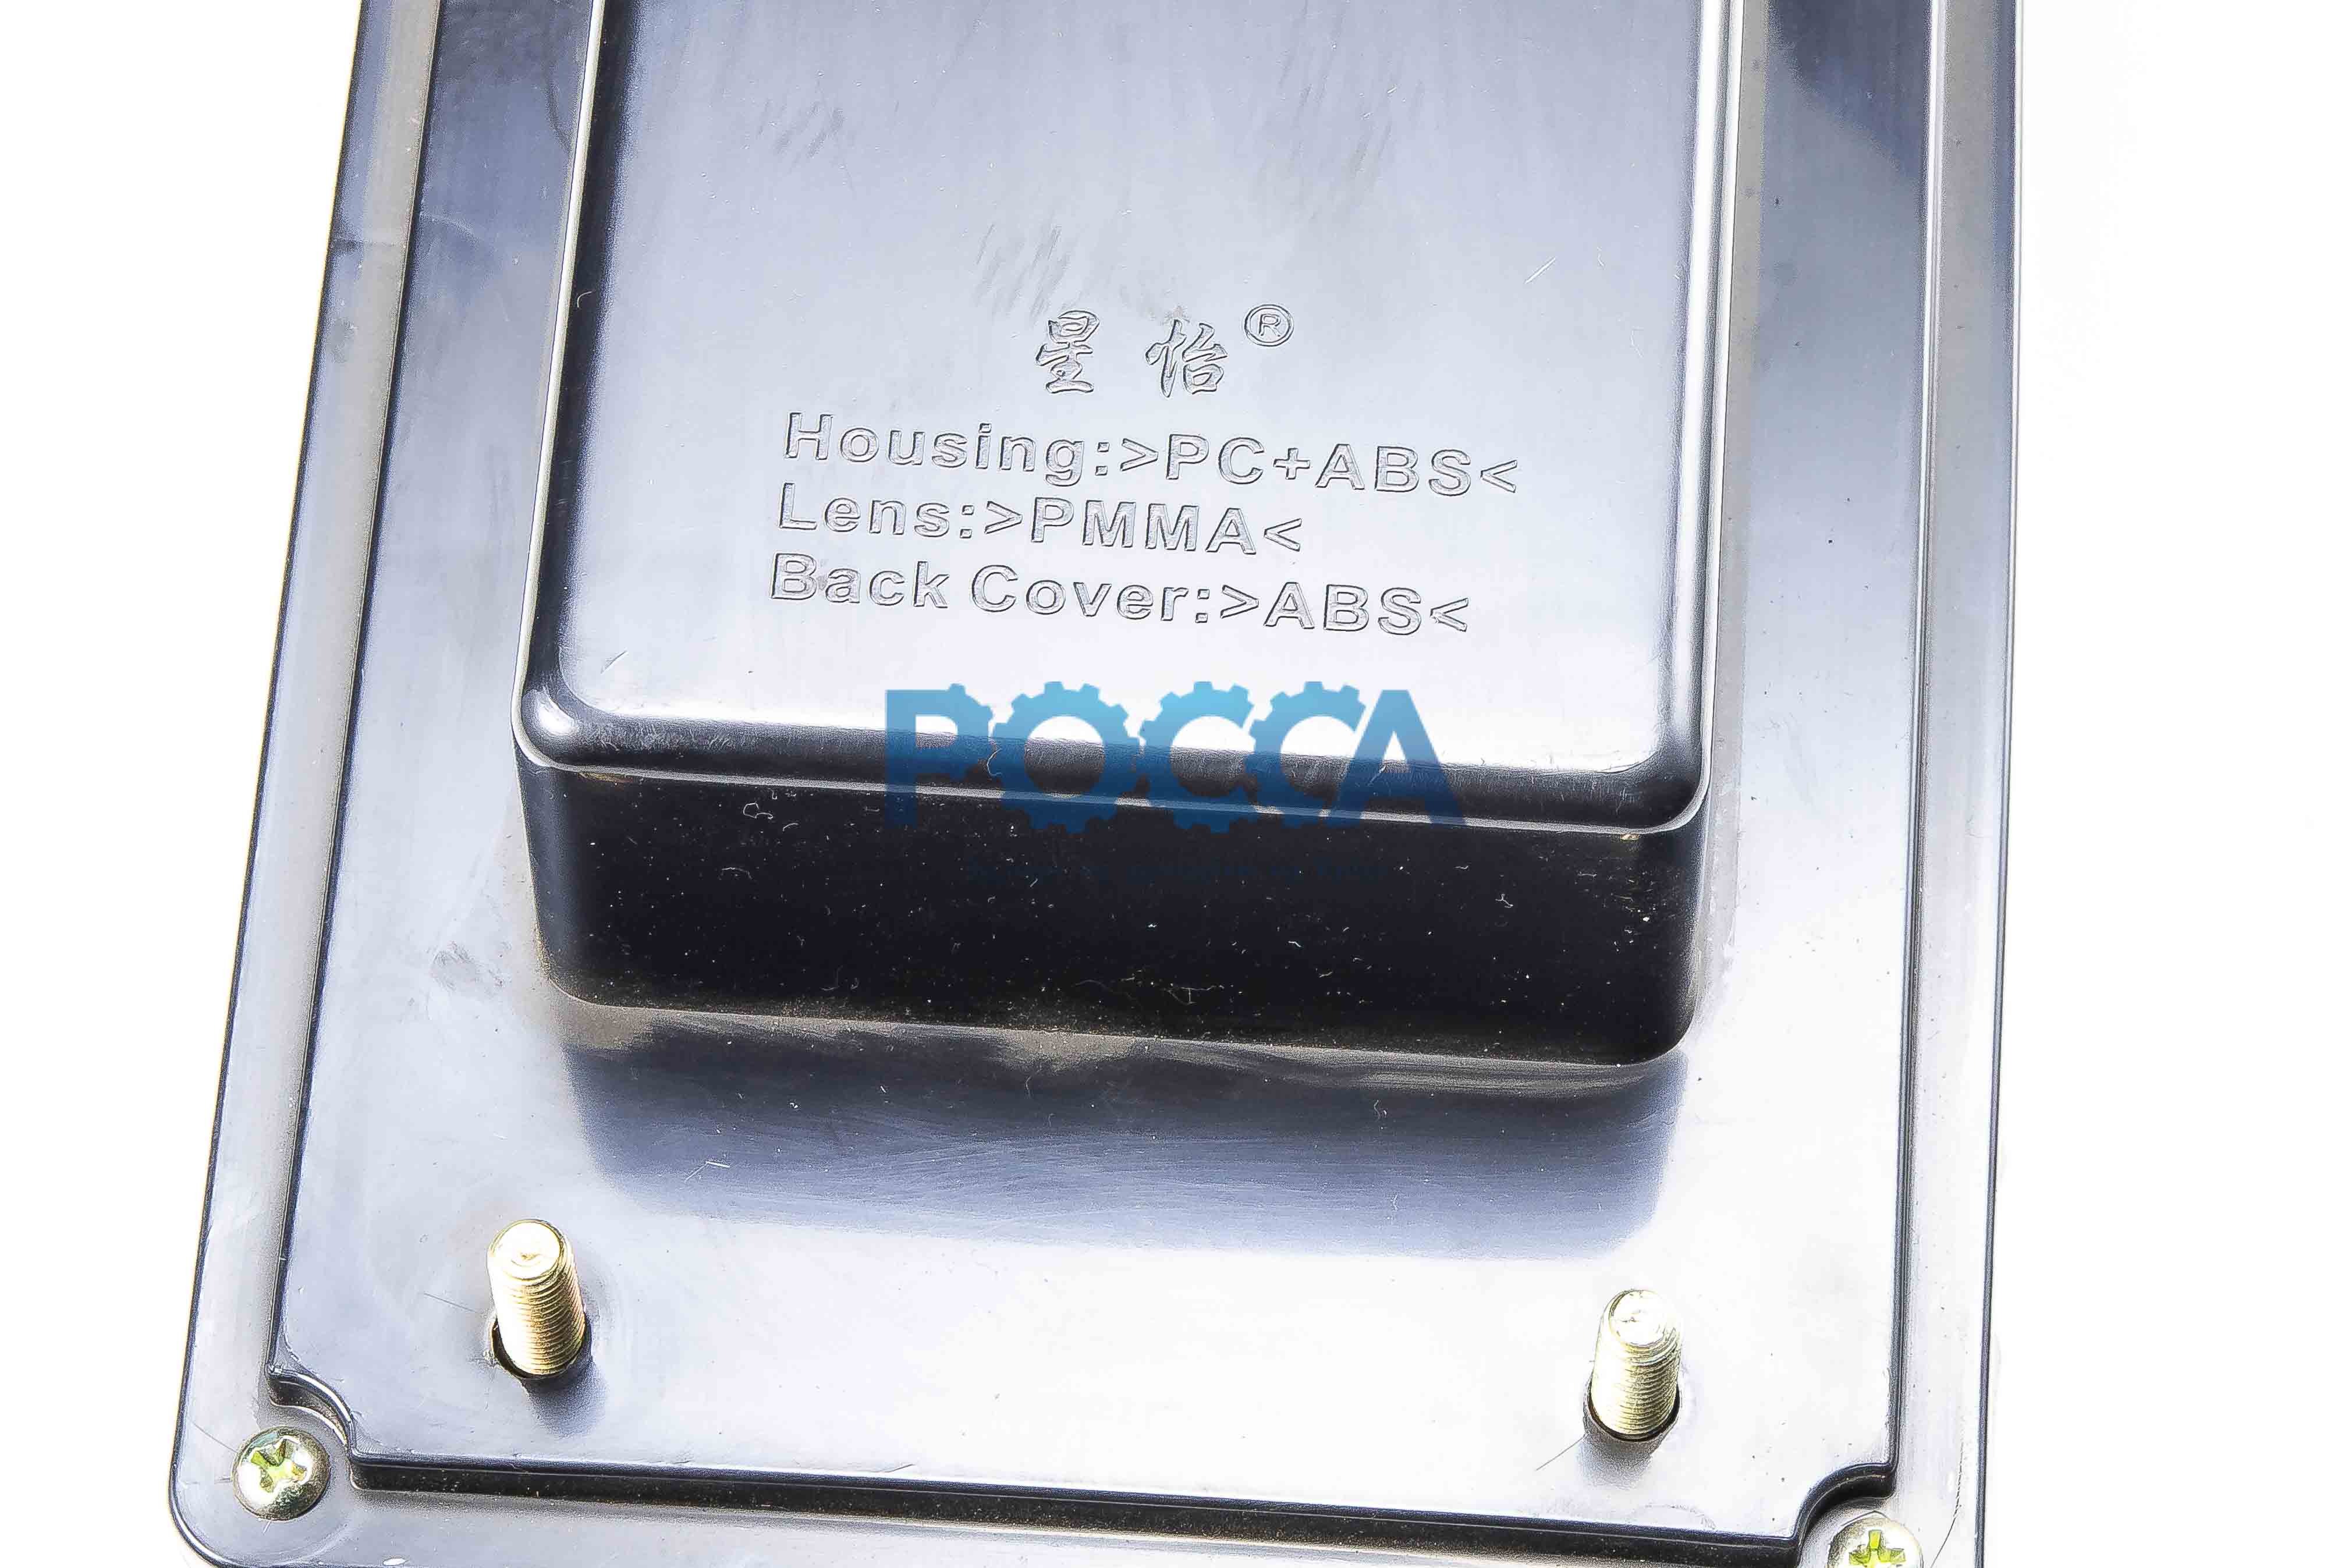 星怡®
Housing:>PC+ABS<
Lens:>PMMA<
Back Cover:>ABS<
POCCA